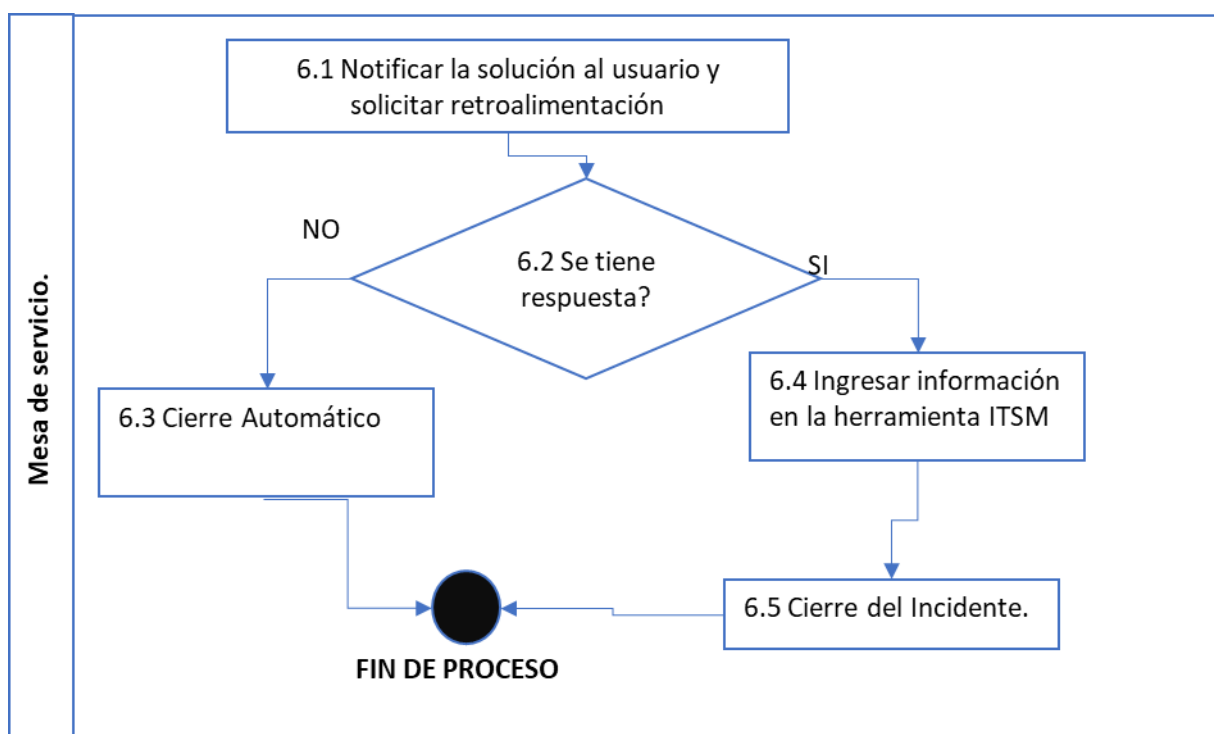 Mesa de servicio.
6.1 Notificar la solución al usuario y
solicitar retroalimentación
NO
6.2 Se tiene
respuesta?
SI
6.3 Cierre Automático
6.4 Ingresar información
en la herramienta ITSM
6.5 Cierre del Incidente.
FIN DE PROCESO